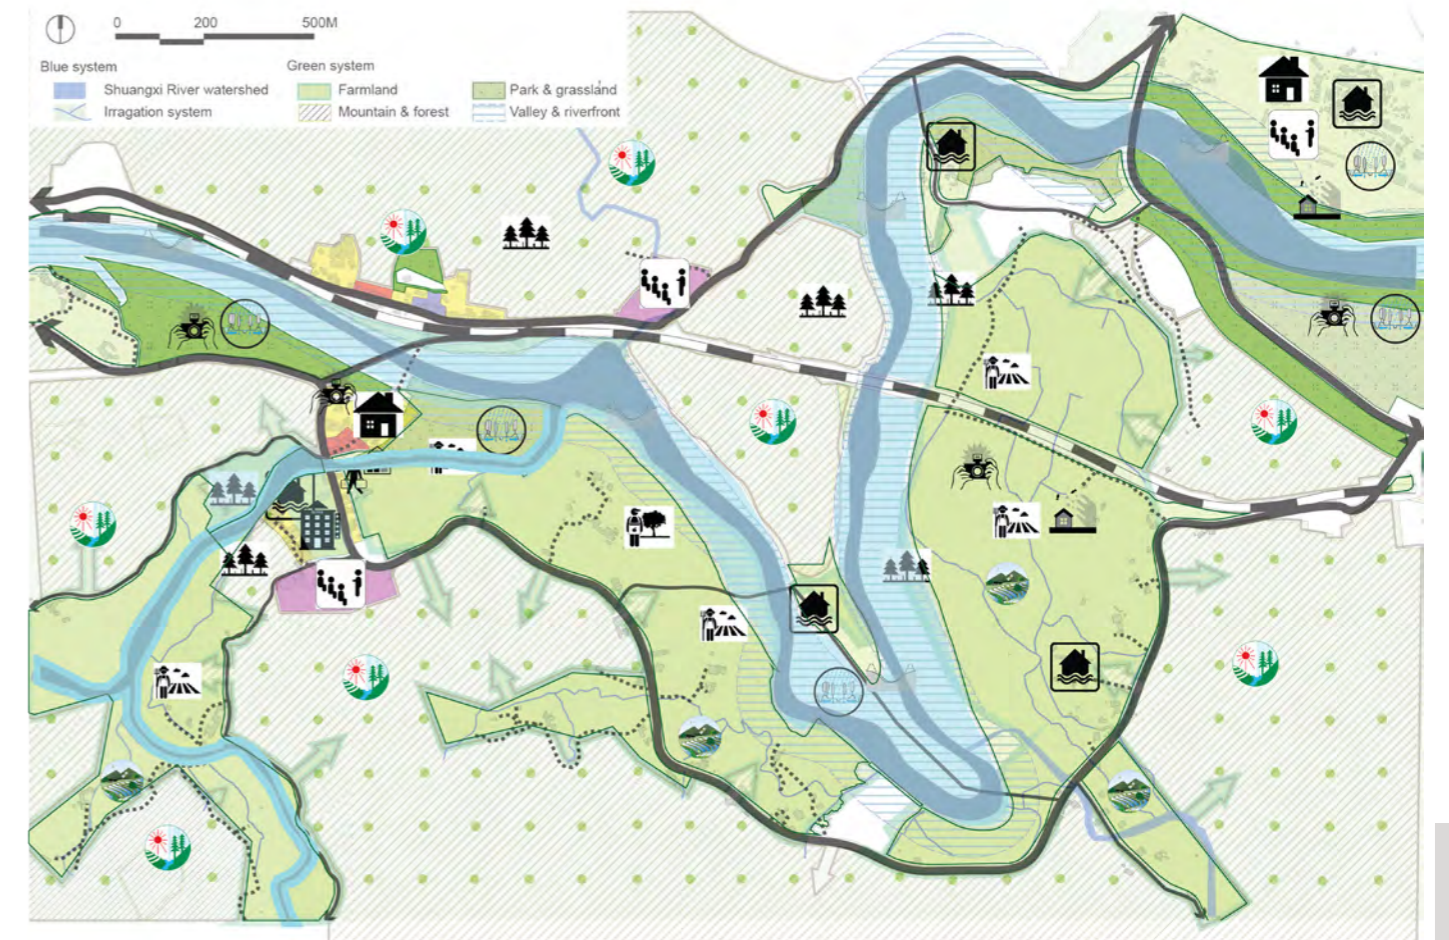 0 200 500M
Blue system
Shuangxi River watershed
Irragation system
Green system
Farmland
Mountain & forest
Park & grassland
Valley & riverfront